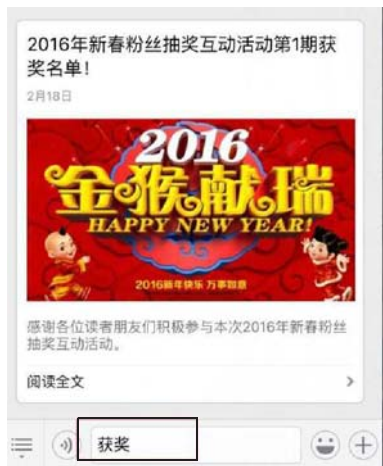 2016年新春粉丝抽奖互动活动第1期获
奖名单！
2月18日
2016
金猴献瑞
HAPPY NEW YEAR!
2016新年快乐 万事如意
感谢各位读者朋友们积极参与本次2016年新春粉丝
抽奖互动活动。
阅读全文
获奖